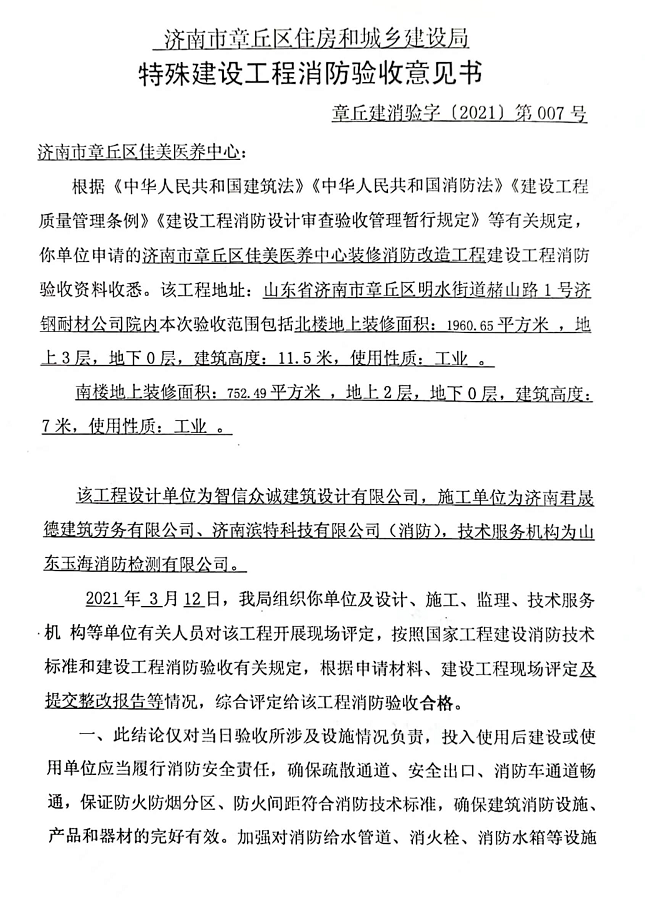 济南市章丘区住房和城乡建设局
特殊建设工程消防验收意见书
章丘建消验字〔2021〕第 007 号
济南市章丘区佳美医养中心：
根据《中华人民共和国建筑法》《中华人民共和国消防法》《建设工程
质量管理条例》《建设工程消防设计审查验收管理暂行规定》等有关规定，
你单位申请的济南市章丘区佳美医养中心装修消防改造工程建设工程消防
验收资料收悉。该工程地址：山东省济南市章丘区明水街道赭山路 1 号济
钢耐材公司院内本次验收范围包括北楼地上装修面积：1960.65 平方米 ，地
上 3 层，地下 0 层，建筑高度：11.5 米，使用性质：工业 。
南楼地上装修面积：752.49 平方米 ，地上 2 层，地下 0 层，建筑高度：
7 米，使用性质：工业 。
该工程设计单位为智信众诚建筑设计有限公司，施工单位为济南君晟
德建筑劳务有限公司、济南滨特科技有限公司（消防），技术服务机构为山
东玉海消防检测有限公司。
2021 年 3 月 12 日，我局组织你单位及设计、施工、监理、技术服务
机 构等单位有关人员对该工程开展现场评定，按照国家工程建设消防技术
标准和建设工程消防验收有关规定，根据申请材料、建设工程现场评定及
提交整改报告等情况，综合评定给该工程消防验收合格。
一、此结论仅对当日验收所涉及设施情况负责，投入使用后建设或使
用单位应当履行消防安全责任，确保疏散通道、安全出口、消防车通道畅
通，保证防火防烟分区、防火间距符合消防技术标准，确保建筑消防设施、
产品和器材的完好有效。加强对消防给水管道、消火栓、消防水箱等设施